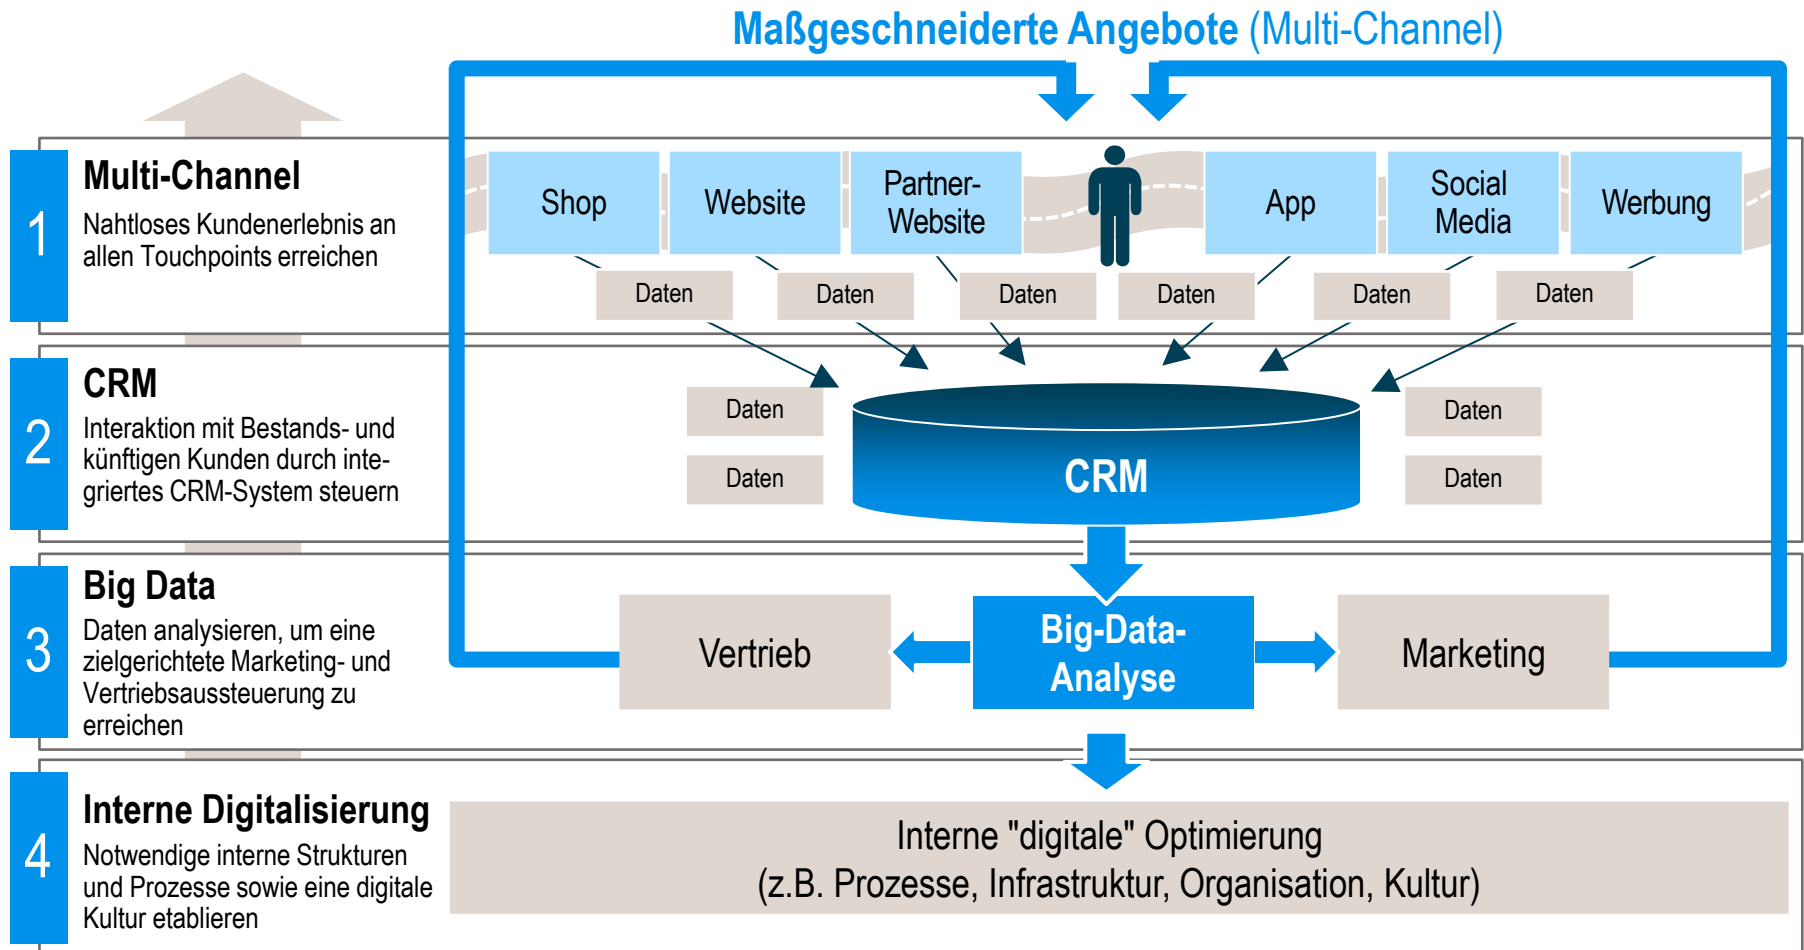 Maßgeschneiderte Angebote (Multi-Channel)
1
Multi-Channel
Nahtloses Kundenerlebnis an
allen Touchpoints erreichen
Shop
Website
Partner-
Website
App
Social
Media
Werbung
Daten
Daten
Daten
Daten
Daten
Daten
2
CRM
Interaktion mit Bestands- und
künftigen Kunden durch inte-
griertes CRM-System steuern
Daten
Daten
CRM
Daten
Daten
3
Big Data
Daten analysieren, um eine
zielgerichtete Marketing- und
Vertriebsaussteuerung zu
erreichen
Vertrieb
Big-Data-
Analyse
Marketing
4
Interne Digitalisierung
Notwendige interne Strukturen
und Prozesse sowie eine digitale
Kultur etablieren
Interne "digitale" Optimierung
(z.B. Prozesse, Infrastruktur, Organisation, Kultur)